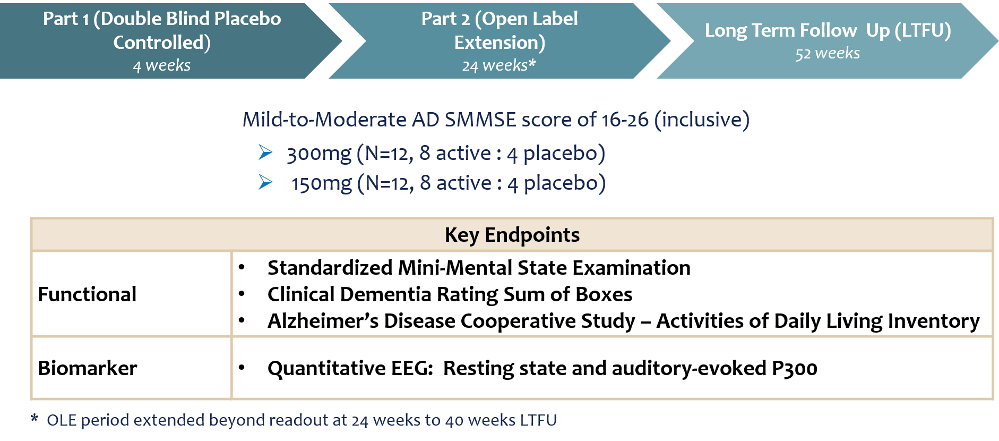 Part 1 (Double Blind Placebo
Controlled)
4 weeks
Part 2 (Open Label
Extension)
24 weeks*
Long Term Follow Up (LTFU)
52 weeks
Mild-to-Moderate AD SMMSE score of 16-26 (inclusive)
➢ 300mg (N=12, 8 active : 4 placebo)
➢ 150mg (N=12, 8 active : 4 placebo)
Key Endpoints
Functional
• Standardized Mini-Mental State Examination
• Clinical Dementia Rating Sum of Boxes
• Alzheimer’s Disease Cooperative Study – Activities of Daily Living Inventory
Biomarker
• Quantitative EEG: Resting state and auditory-evoked P300
* OLE period extended beyond readout at 24 weeks to 40 weeks LTFU